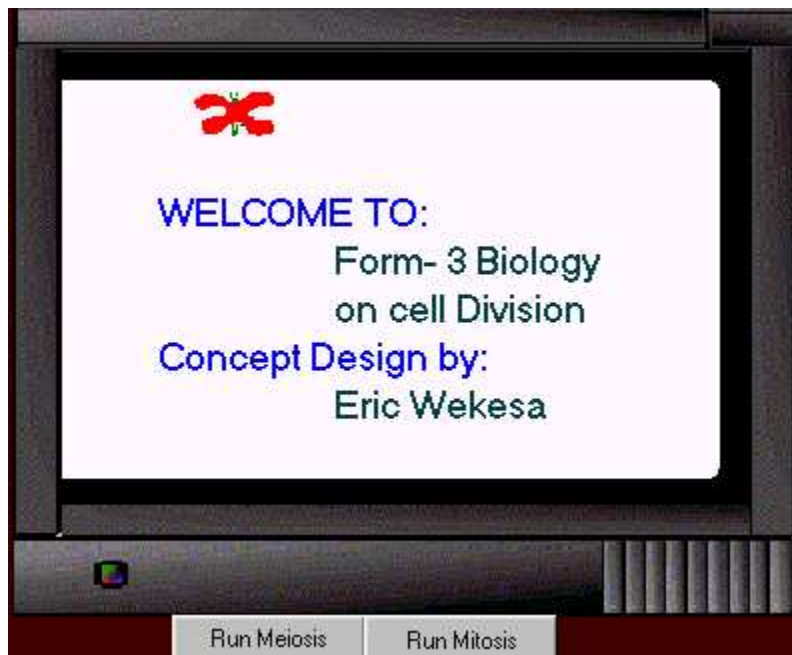 WELCOME TO:
Form- 3 Biology
on cell Division
Concept Design by:
Eric Wekesa
Run Meiosis
Run Mitosis